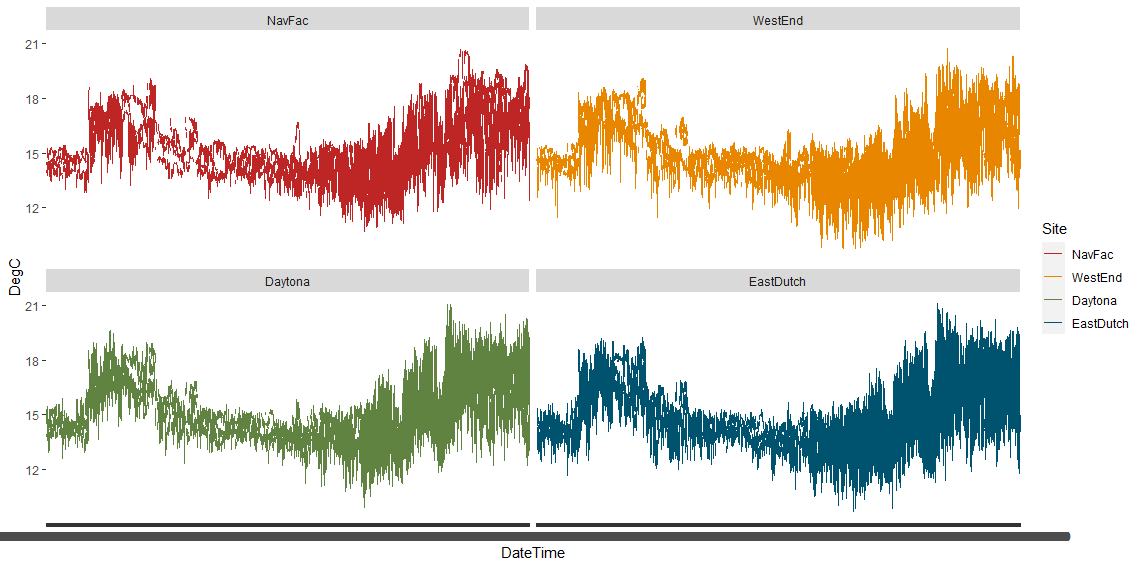 NavFac
WestEnd
21
18
15
12
Daytona
EastDutch
21
18
15
12
DegC
DateTime
Site
NavFac
WestEnd
Daytona
EastDutch